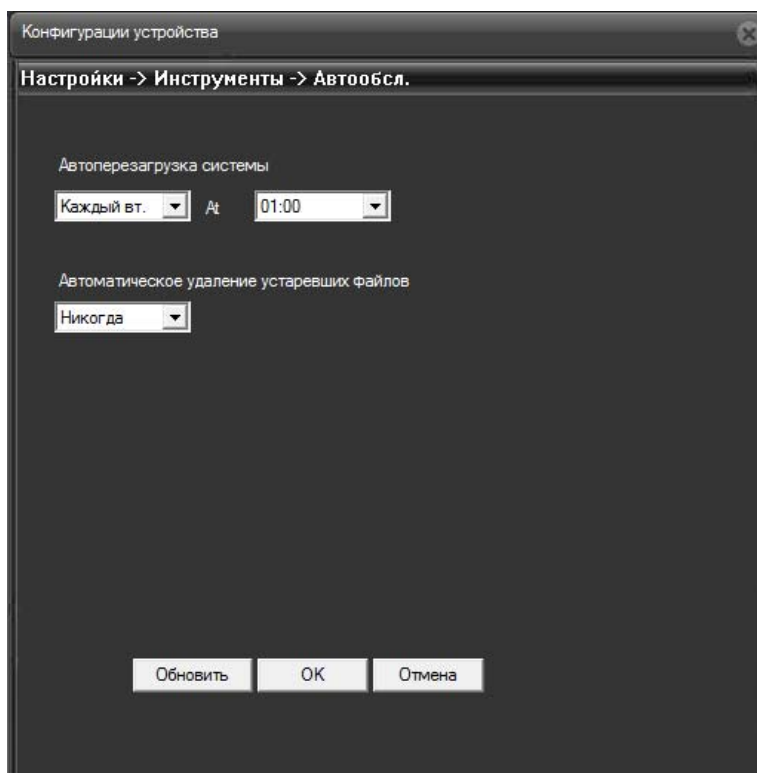 Конфигурации устройства
Настройки -> Инструменты -> Автообсл.
Автоперезагрузка системы
Каждый вт. At 01:00
Автоматическое удаление устаревших файлов
Никогда
Обновить OK Отмена